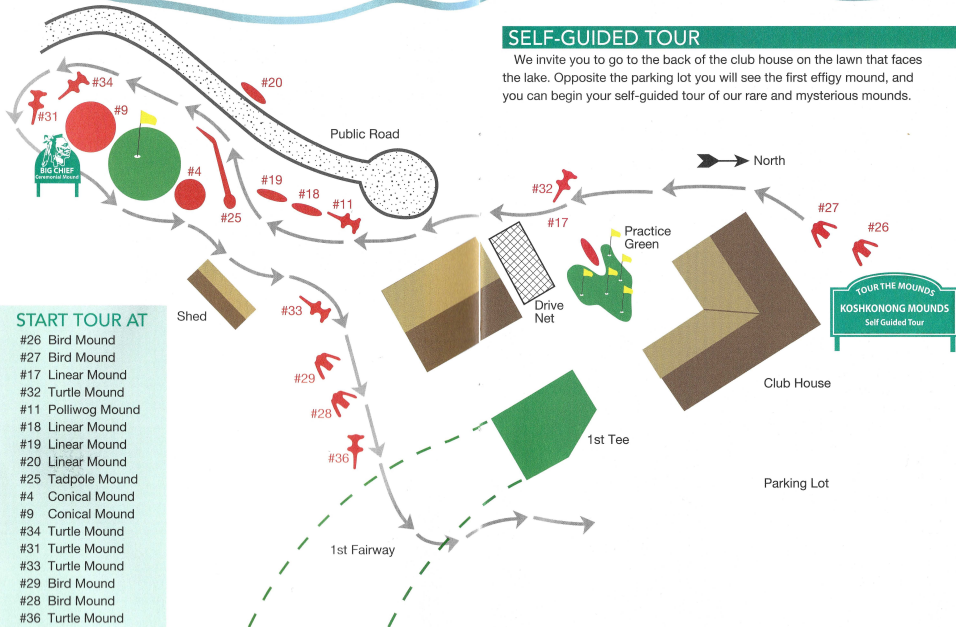 SELF-GUIDED TOUR
We invite you to go to the back of the club house on the lawn that faces
the lake. Opposite the parking lot you will see the first effigy mound, and
you can begin your self-guided tour of our rare and mysterious mounds.
#34
#20
#31
#9
Public Road
BIG CHIEF
Ceremonial Mound
#4
#19
#18
#11
#25
#32
#17
North
#27
#26
Practice
Green
TOUR THE MOUNDS
KOSHKONONG MOUNDS
Self Guided Tour
Drive
Net
Shed
#33
#29
#28
#36
Club House
1st Tee
Parking Lot
1st Fairway
START TOUR AT
#26 Bird Mound
#27 Bird Mound
#17 Linear Mound
#32 Turtle Mound
#11 Polliwog Mound
#18 Linear Mound
#19 Linear Mound
#20 Linear Mound
#25 Tadpole Mound
#4 Conical Mound
#9 Conical Mound
#34 Turtle Mound
#31 Turtle Mound
#33 Turtle Mound
#29 Bird Mound
#28 Bird Mound
#36 Turtle Mound